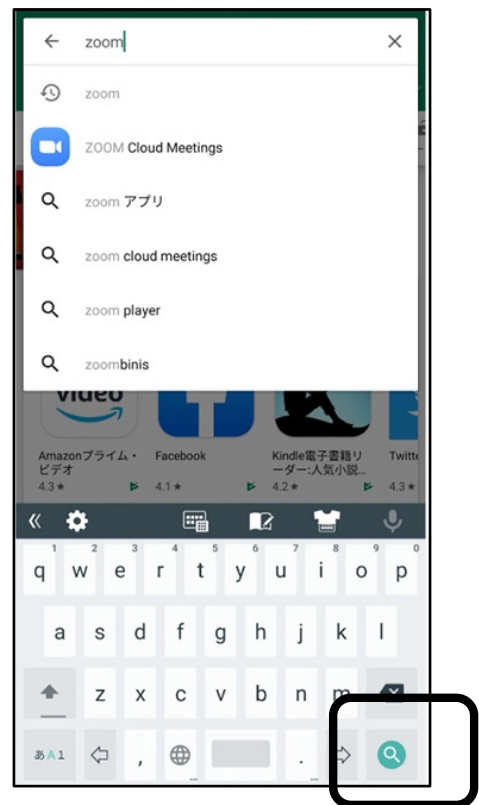 zoom
zoom
ZOOM Cloud Meetings
zoom アプリ
zoom cloud meetings
zoom player
zoombinis
video
Amazonプライム・ビデオ
4.3★
Facebook
4.1★
Kindle電子書籍リーダー:人気小説...
4.2★
Twitte
4.3★
1 2 3 4 5 6 7 8 9 0
q w e r t y u i o p
a s d f g h j k l
z x c v b n m
あA1 , .